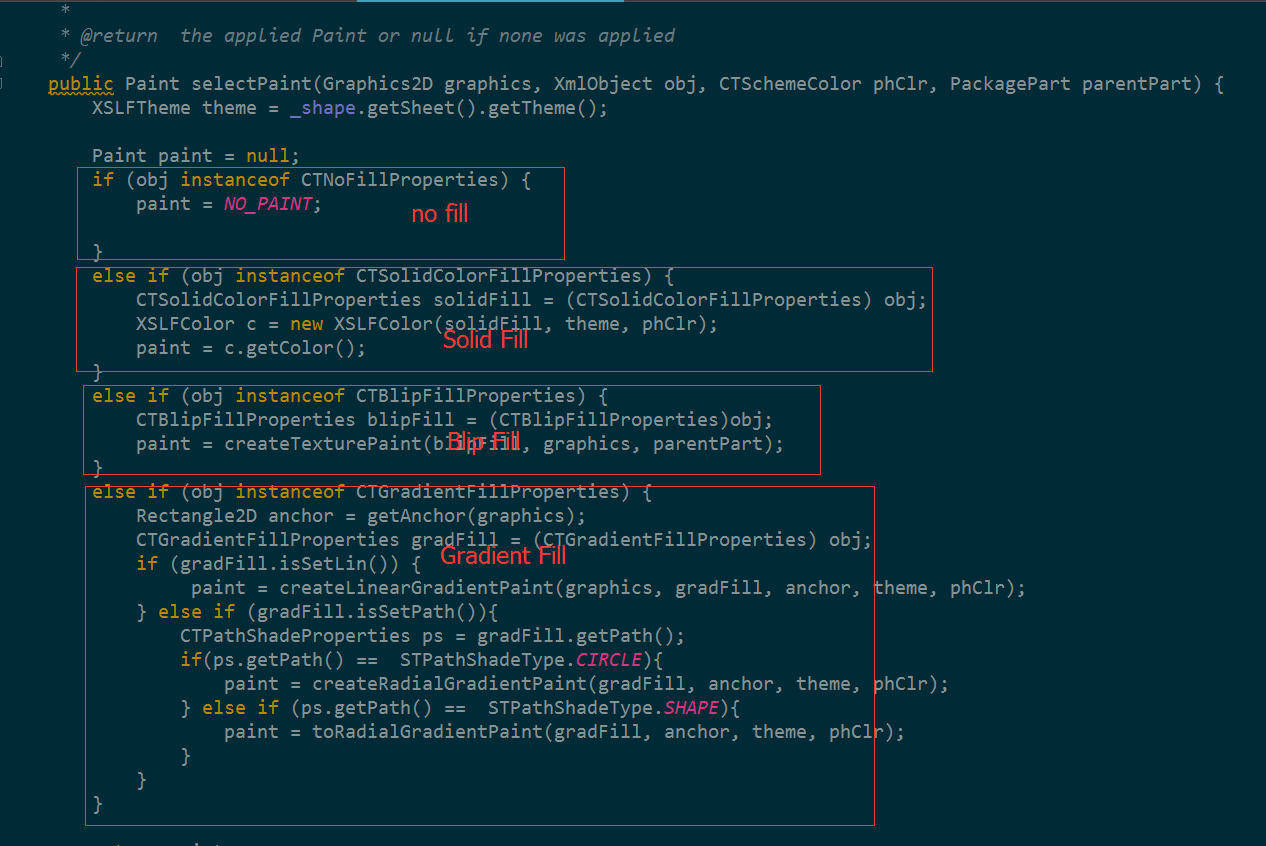 *
* @return  the applied Paint or null if none was applied
*/
public Paint selectPaint(Graphics2D graphics, XmlObject obj, CTSchemeColor phClr, PackagePart parentPart) {
XSLFTheme theme = _shape.getSheet().getTheme();
Paint paint = null;
if (obj instanceof CTNoFillProperties) {
paint = NO_PAINT;
no fill
}
else if (obj instanceof CTSolidColorFillProperties) {
CTSolidColorFillProperties solidFill = (CTSolidColorFillProperties) obj;
XSLFColor c = new XSLFColor(solidFill, theme, phClr);
Solid Fill
paint = c.getColor();
}
else if (obj instanceof CTBlipFillProperties) {
CTBlipFillProperties blipFill = (CTBlipFillProperties)obj;
paint = createTexturePaint(blipFill, graphics, parentPart);
Blip Fill
}
else if (obj instanceof CTGradientFillProperties) {
Rectangle2D anchor = getAnchor(graphics);
CTGradientFillProperties gradFill = (CTGradientFillProperties) obj;
Gradient Fill
if (gradFill.isSetLin()) {
paint = createLinearGradientPaint(graphics, gradFill, anchor, theme, phClr);
} else if (gradFill.isSetPath()){
CTPathShadeProperties ps = gradFill.getPath();
if(ps.getPath() ==  STPathShadeType.CIRCLE){
paint = createRadialGradientPaint(gradFill, anchor, theme, phClr);
} else if (ps.getPath() ==  STPathShadeType.SHAPE){
paint = toRadialGradientPaint(gradFill, anchor, theme, phClr);
}
}
}